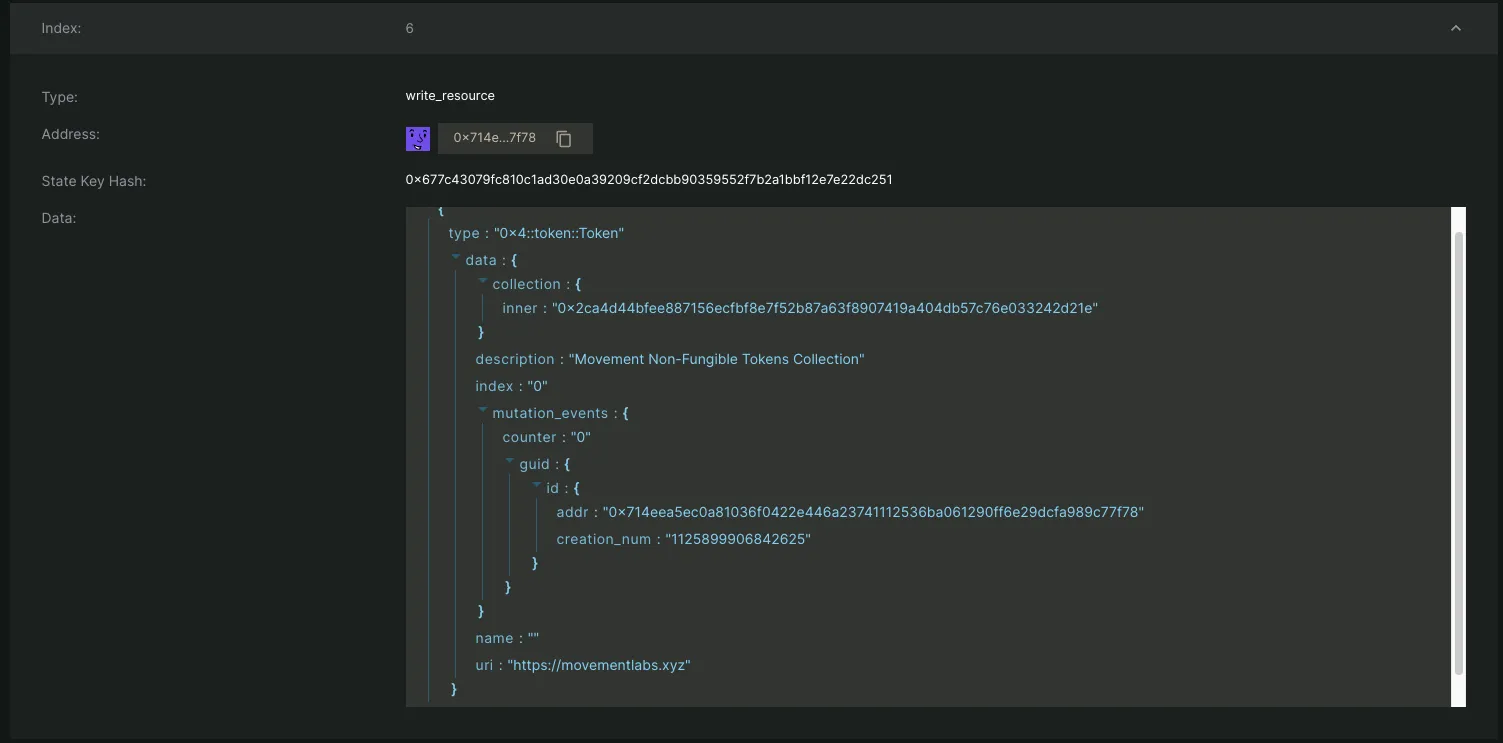 Index: 6
Type: write_resource
Address: 0x714e...7f78
State Key Hash: 0x677c43079fc810c1ad30e0a39209cf2dcbb90359552f7b2a1bbf12e7e22dc251
Data: {
type : "0x4::token::Token"
data : {
collection : {
inner : "0x2ca4d44bfee887156ecfbf8e7f52b87a63f8907419a404db57c76e033242d21e"
}
description : "Movement Non-Fungible Tokens Collection"
index : "0"
mutation_events : {
counter : "0"
guid : {
id : {
addr : "0x714eea5ec0a81036f0422e446a23741112536ba061290ff6e29dcfa989c77f78"
creation_num : "1125899906842625"
}
}
}
name : ""
uri : "https://movementlabs.xyz"
}